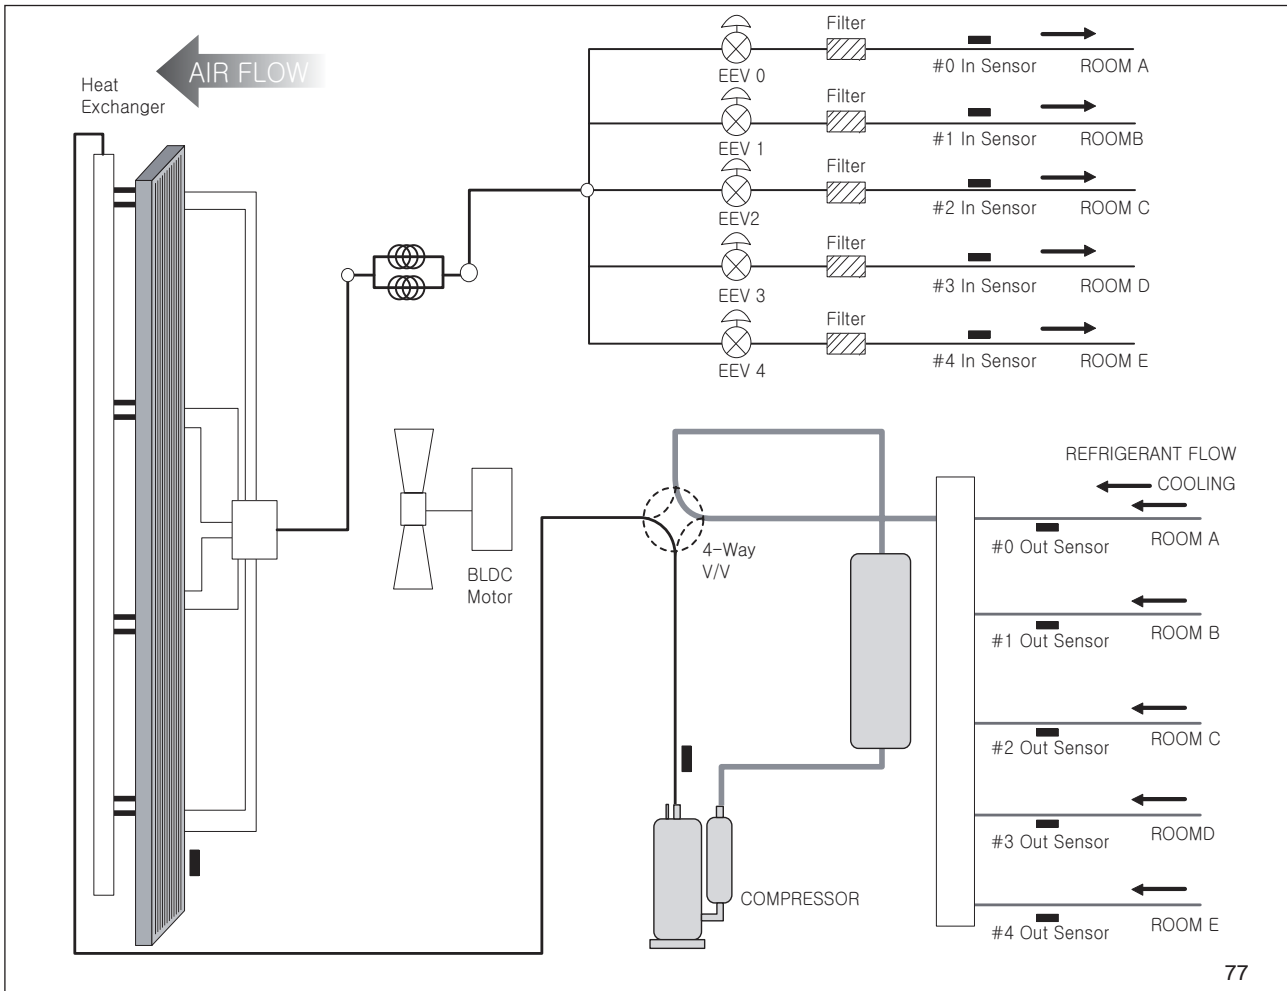 AIR FLOW
Heat
Exchanger
Filter
EEV 0
#0 In Sensor
ROOM A
Filter
EEV 1
#1 In Sensor
ROOMB
Filter
EEV2
#2 In Sensor
ROOM C
Filter
EEV 3
#3 In Sensor
ROOM D
Filter
EEV 4
#4 In Sensor
ROOM E
BLDC
Motor
4-Way
V/V
COMPRESSOR
REFRIGERANT FLOW
COOLING
#0 Out Sensor
ROOM A
#1 Out Sensor
ROOM B
#2 Out Sensor
ROOM C
#3 Out Sensor
ROOMD
#4 Out Sensor
ROOM E
77